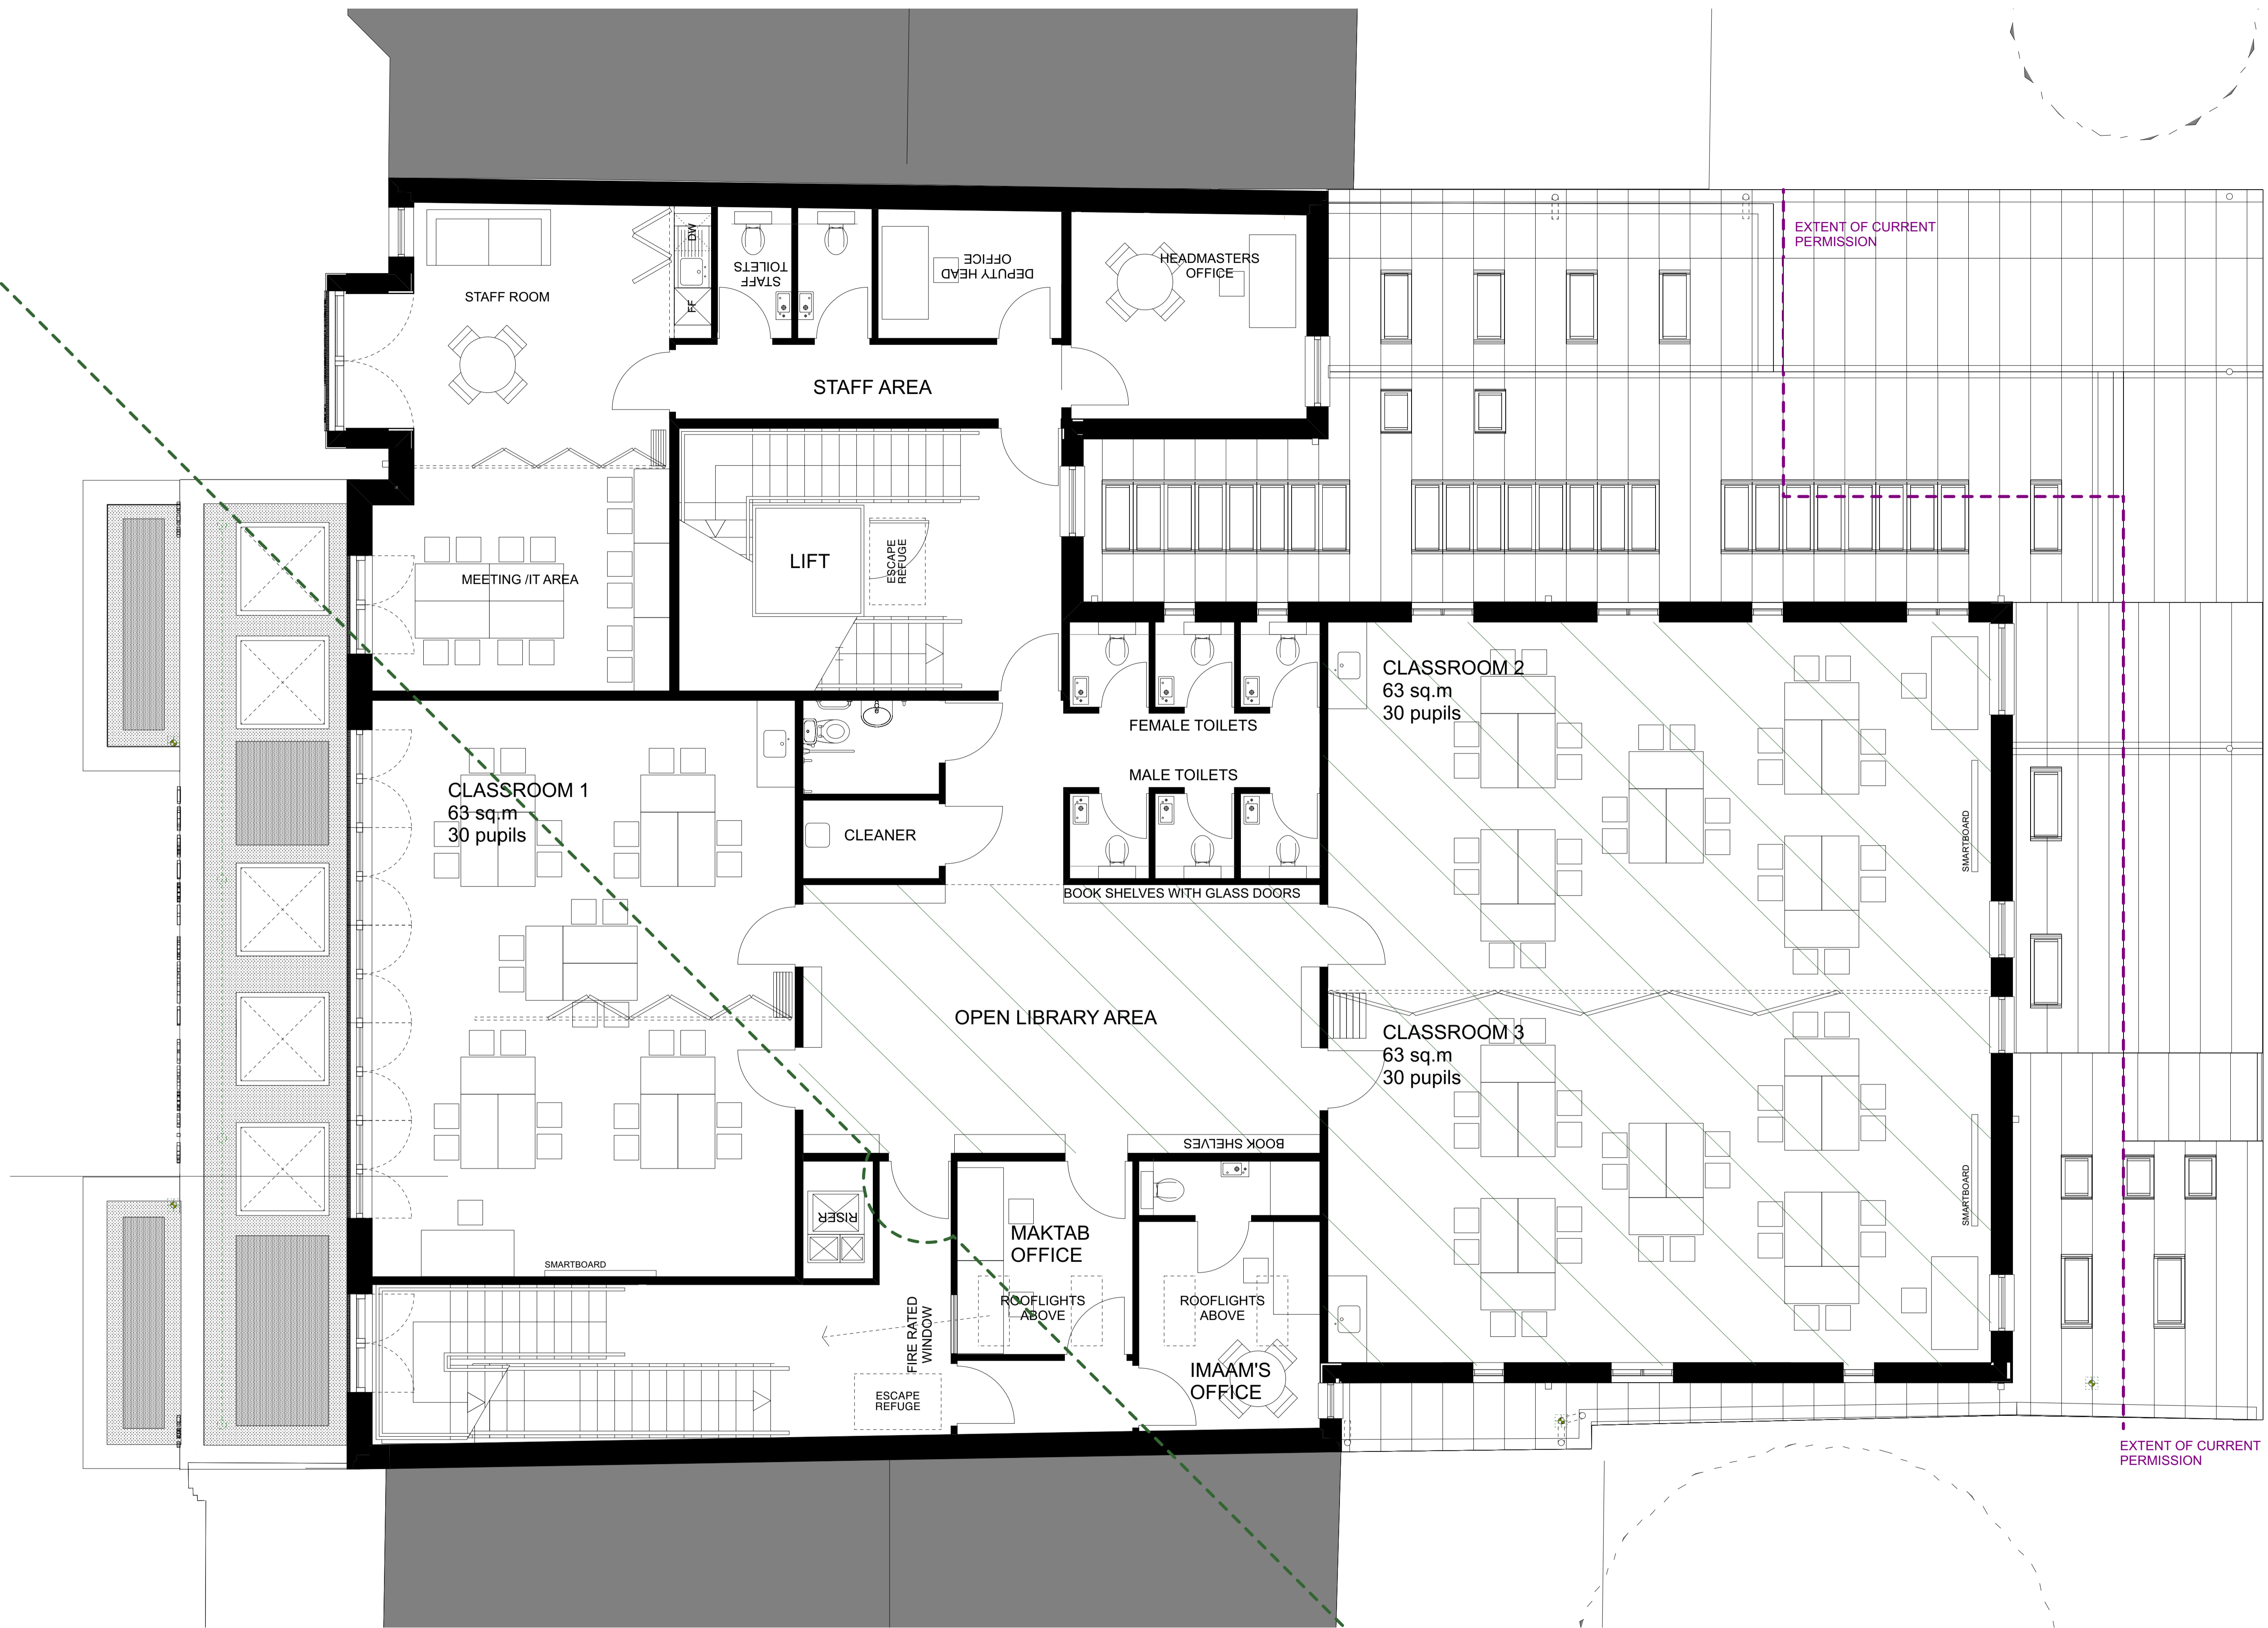 EXTENT OF CURRENT
PERMISSION
STAFF ROOM
DW
FF
STAFF
TOILETS
DEPUTY HEAD
OFFICE
HEADMASTERS
OFFICE
STAFF AREA
LIFT
ESCAPE
REFUGE
MEETING /IT AREA
CLASSROOM 2
63 sq.m
30 pupils
FEMALE TOILETS
MALE TOILETS
CLASSROOM 1
63 sq.m
30 pupils
CLEANER
SMARTBOARD
BOOK SHELVES WITH GLASS DOORS
OPEN LIBRARY AREA
CLASSROOM 3
63 sq.m
30 pupils
BOOK SHELVES
SMARTBOARD
RISER
MAKTAB
OFFICE
SMARTBOARD
ROOFLIGHTS
ABOVE
ROOFLIGHTS
ABOVE
FIRE RATED
WINDOW
IMAAM'S
OFFICE
ESCAPE
REFUGE
EXTENT OF CURRENT
PERMISSION